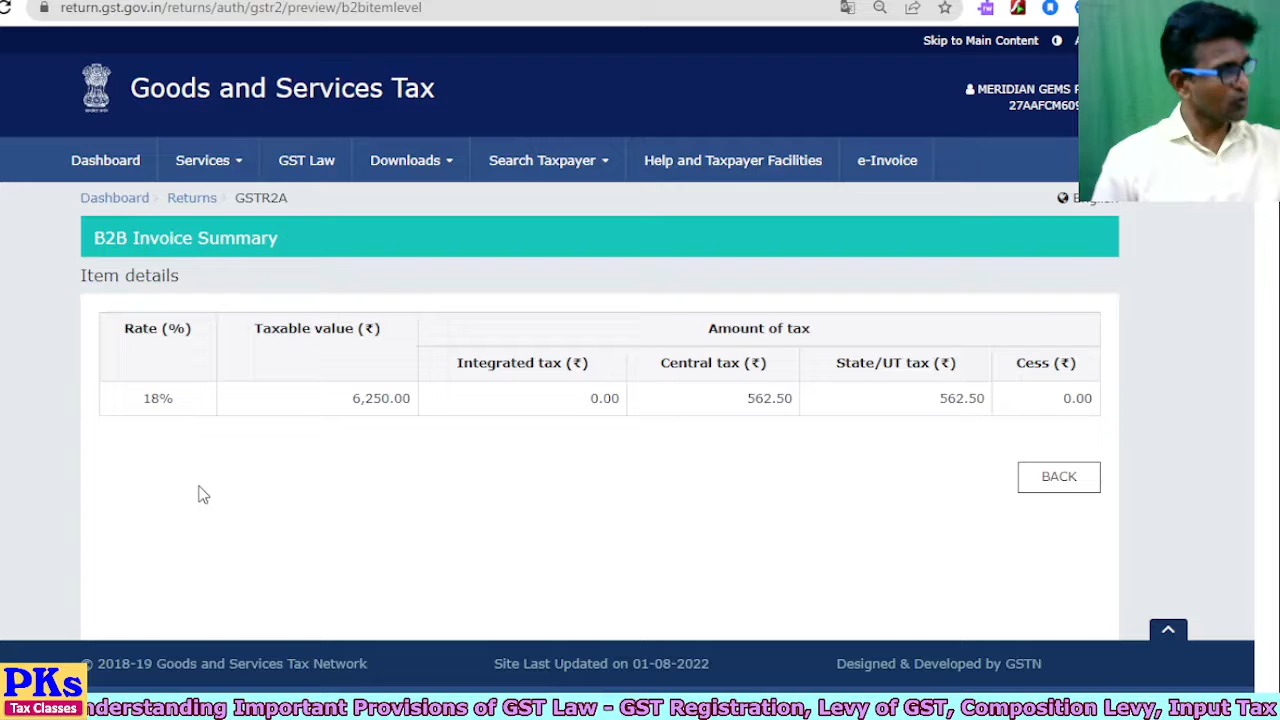 return.gst.gov.in/returns/auth/gstr2/preview/b2bitemlevel
Skip to Main Content
Goods and Services Tax
MERIDIAN GEMS
27AAFCM609
Dashboard Services GST Law Downloads Search Taxpayer Help and Taxpayer Facilities e-Invoice
Dashboard Returns GSTR2A
B2B Invoice Summary
Item details
Rate (%) Taxable value (₹) Amount of tax
Integrated tax (₹) Central tax (₹) State/UT tax (₹) Cess (₹)
18% 6,250.00 0.00 562.50 562.50 0.00
BACK
© 2018-19 Goods and Services Tax Network Site Last Updated on 01-08-2022 Designed & Developed by GSTN
PKs
Tax Classes
nderstanding Important Provisions of GST Law - GST Registration, Levy of GST, Composition Levy, Input Tax